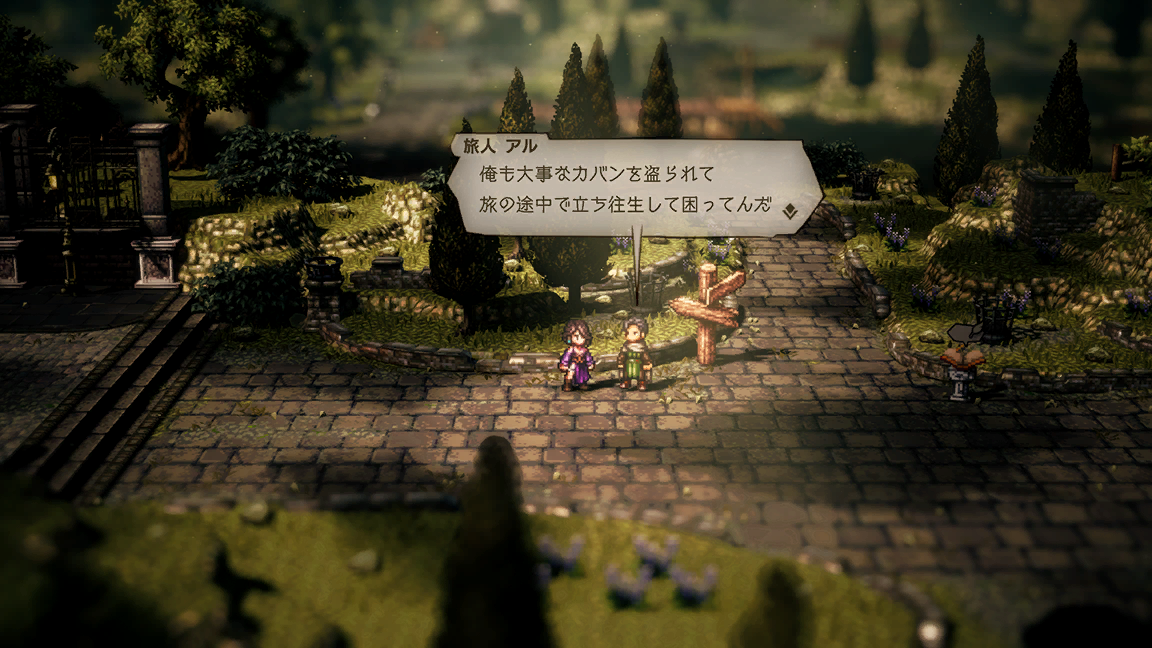 旅人 アル
俺も大事なカバンを盗られて
旅の途中で立ち往生して困ってんだ